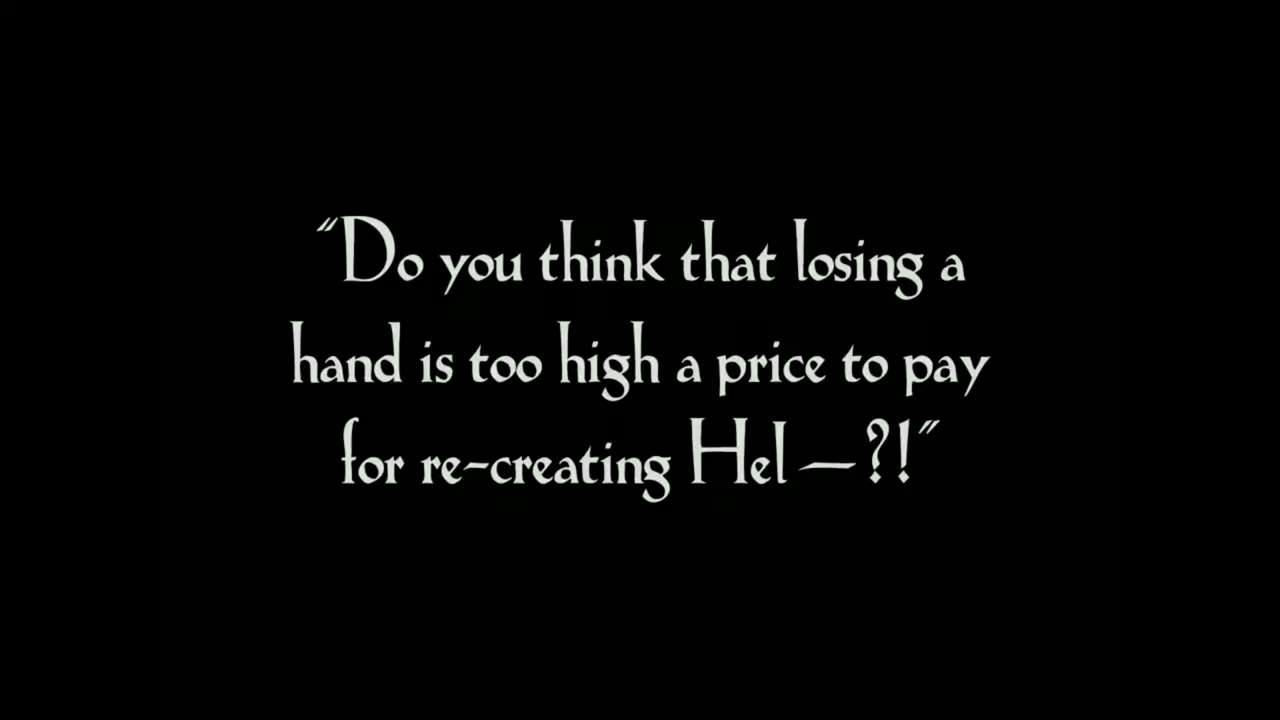 "Do you think that losing a
hand is too high a price to pay
for re-creating Hel—?!"